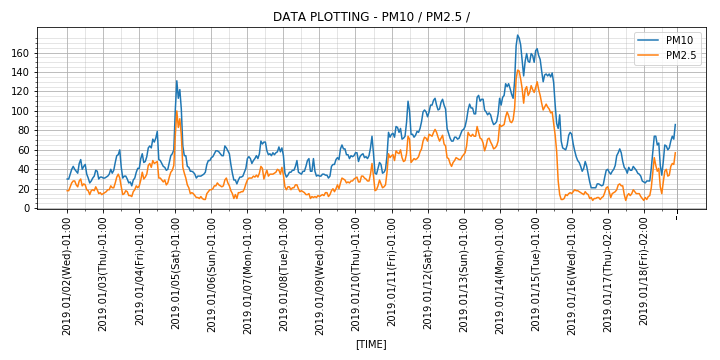 DATA PLOTTING - PM10 / PM2.5 /
PM10
PM2.5
160
140
120
100
80
60
40
20
0
2019.01/02(Wed)-01:00
2019.01/03(Thu)-01:00
2019.01/04(Fri)-01:00
2019.01/05(Sat)-01:00
2019.01/06(Sun)-01:00
2019.01/07(Mon)-01:00
2019.01/08(Tue)-01:00
2019.01/09(Wed)-01:00
2019.01/10(Thu)-01:00
2019.01/11(Fri)-01:00
2019.01/12(Sat)-01:00
2019.01/13(Sun)-01:00
2019.01/14(Mon)-01:00
2019.01/15(Tue)-01:00
2019.01/16(Wed)-01:00
2019.01/17(Thu)-02:00
2019.01/18(Fri)-02:00
-
[TIME]